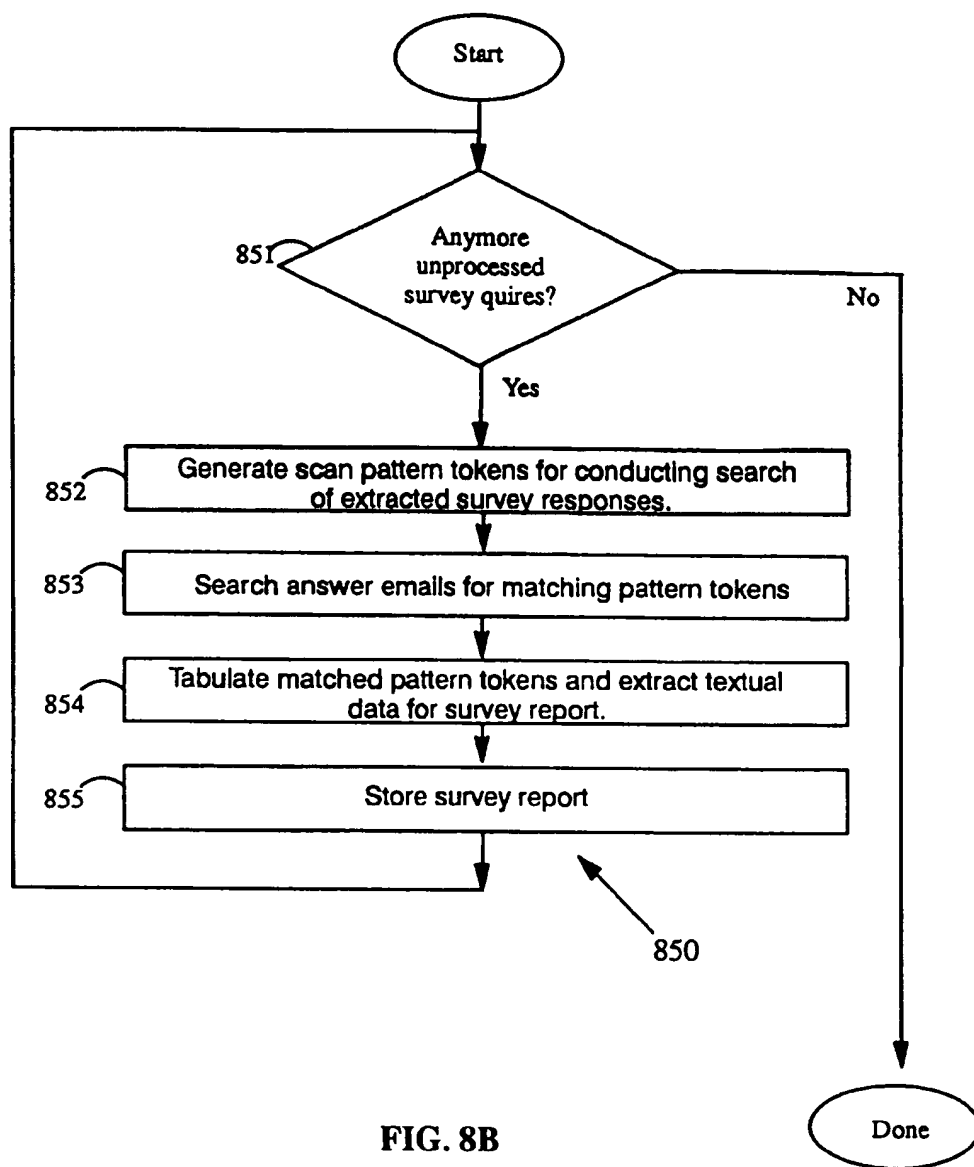 Start
851
Anymore
unprocessed
survey quires?
No
Yes
852
Generate scan pattern tokens for conducting search
of extracted survey responses.
853
Search answer emails for matching pattern tokens
854
Tabulate matched pattern tokens and extract textual
data for survey report.
855
Store survey report
850
FIG. 8B
Done